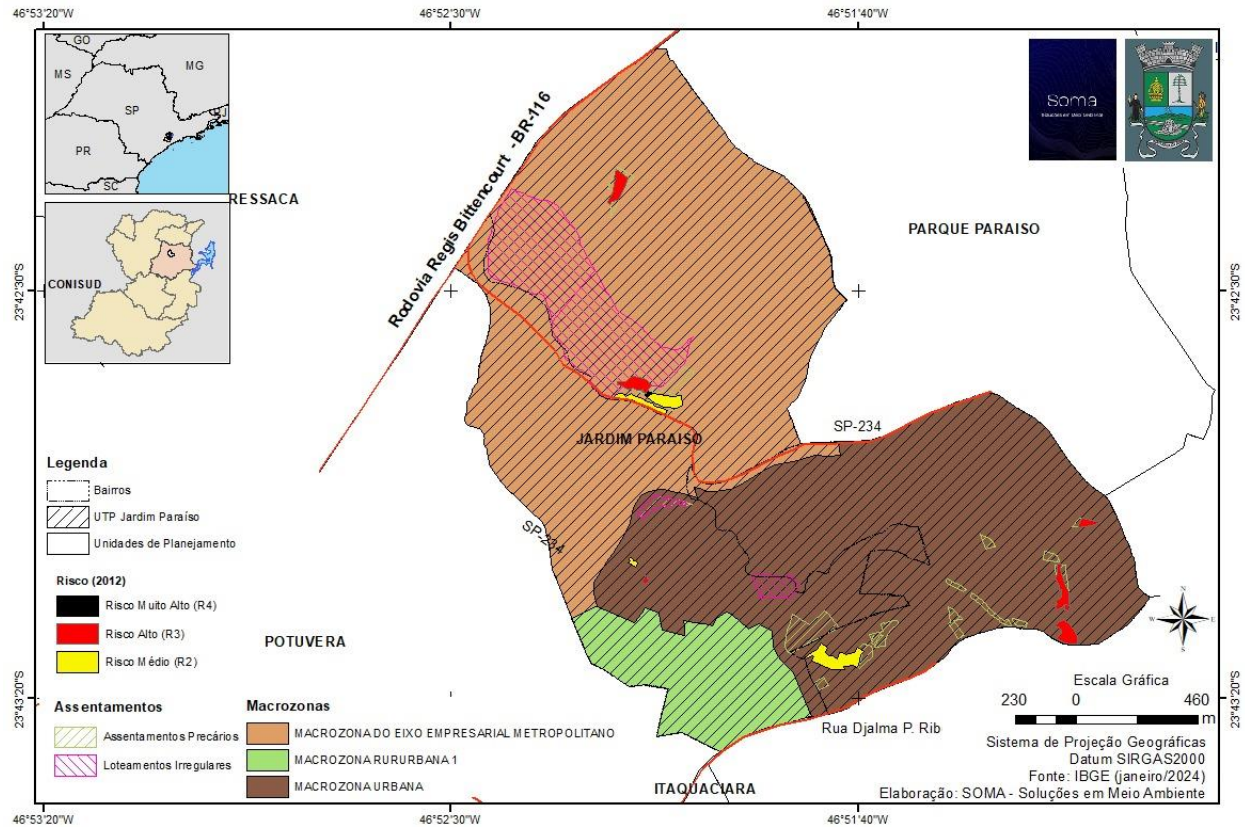 46°53'20"W
46°52'30"W
46°51'40"W
GO
MS
MG
SP
RJ
PR
SC
Soma
Soluções em Meio Ambiente
RESSACA
Rodovia Regis Bittencourt - BR-116
PARQUE PARAISO
CONISUD
23°42'30"S
23°42'30"S
JARDIM PARAISO
SP-234
SP-234
Legenda
Bairros
UTP Jardim Paraíso
Unidades de Planejamento
Risco (2012)
Risco Muito Alto (R4)
Risco Alto (R3)
Risco Médio (R2)
POTUVERA
N
W
E
S
Assentamentos
Assentamentos Precários
Loteamentos Irregulares
Macrozonas
MACROZONA DO EIXO EMPRESARIAL METROPOLITANO
MACROZONA RURURBANA 1
MACROZONA URBANA
23°43'20"S
23°43'20"S
Escala Gráfica
230 0 460
m
Rua Djalma P. Rib
Sistema de Projeção Geográficas
Datum SIRGAS2000
Fonte: IBGE (janeiro/2024)
Elaboração: SOMA - Soluções em Meio Ambiente
ITAQUACIARA
46°53'20"W
46°52'30"W
46°51'40"W